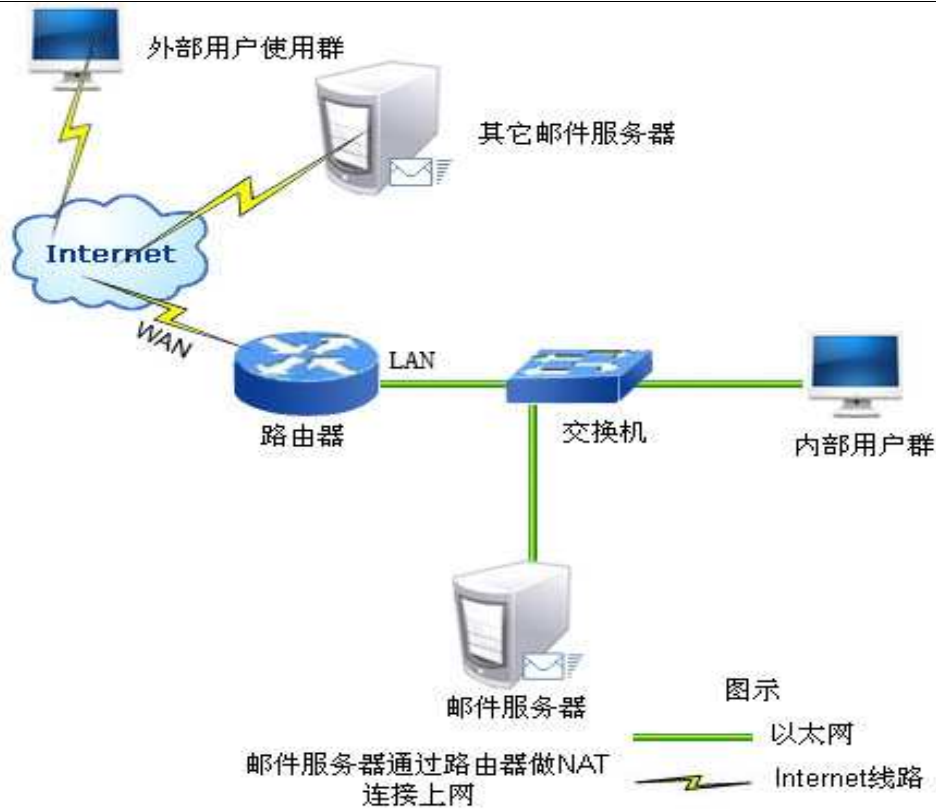 外部用户使用群
其它邮件服务器
Internet
WAN
LAN
路由器
交换机
内部用户群
邮件服务器
图示
以太网
邮件服务器通过路由器做NAT
连接上网
Internet线路